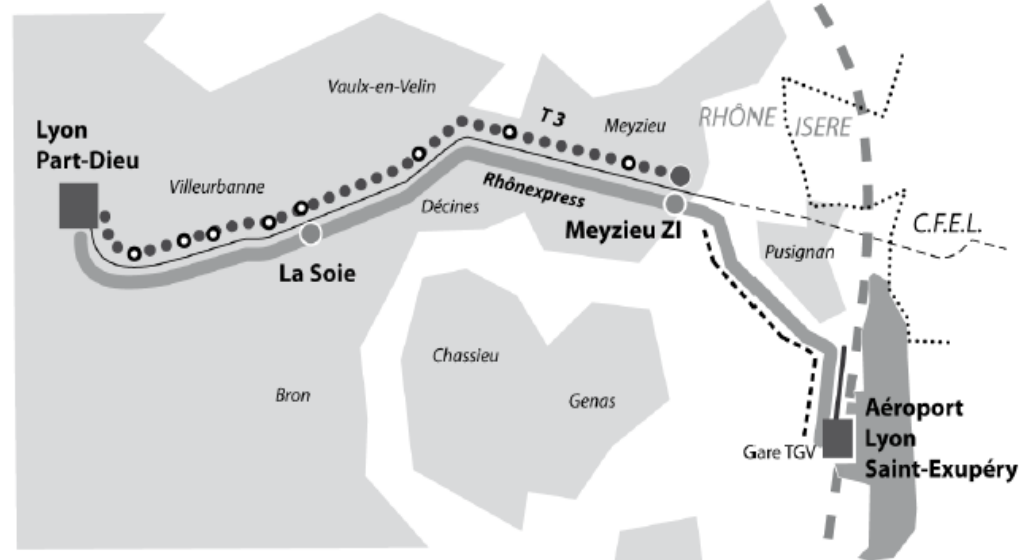 Vaulx-en-Velin
T 3
Meyzieu
RHÔNE
ISERE
Lyon
Part-Dieu
Villeurbanne
Rhônexpress
Décines
Meyzieu ZI
C.F.E.L.
Pusignan
La Soie
Chassieu
Bron
Genas
Aéroport
Lyon
Saint-Exupéry
Gare TGV